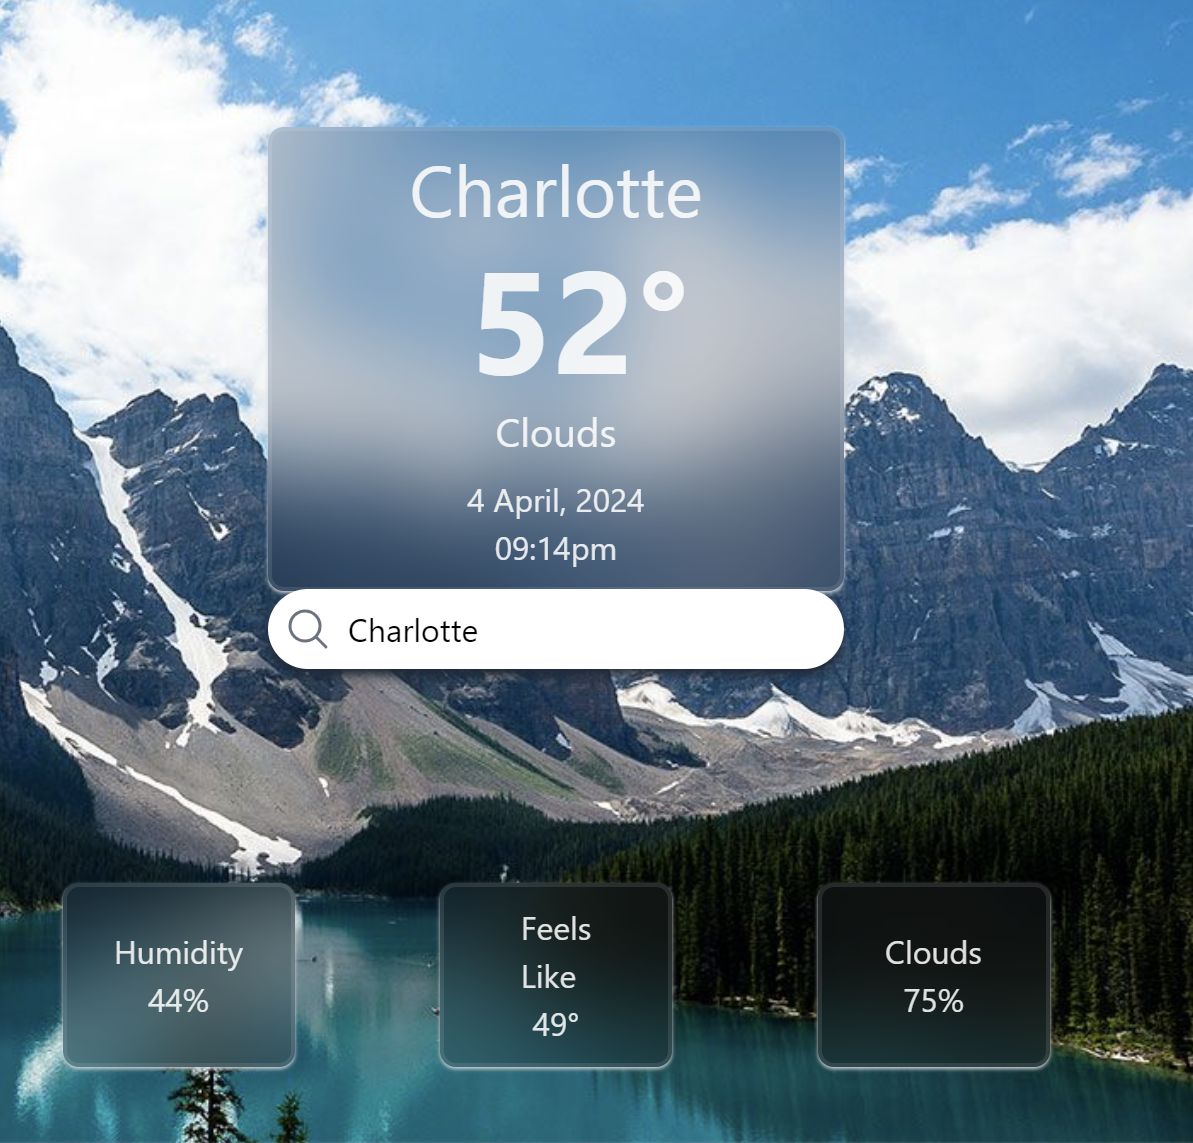 Charlotte
52°
Clouds
4 April, 2024
09:14pm
Charlotte
Humidity
44%
Feels
Like
49°
Clouds
75%